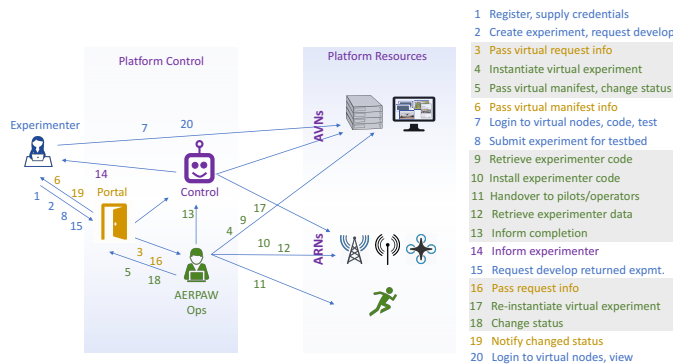 Platform Control
Platform Resources
Experimenter
7
20
AVNs
14
6
19
1
2
8
15
Portal
Control
13
17
9
4
10
12
ARNs
3
16
5
18
AERPAW
Ops
11
1 Register, supply credentials
2 Create experiment, request develop
3 Pass virtual request info
4 Instantiate virtual experiment
5 Pass virtual manifest, change status
6 Pass virtual manifest info
7 Login to virtual nodes, code, test
8 Submit experiment for testbed
9 Retrieve experimenter code
10 Install experimenter code
11 Handover to pilots/operators
12 Retrieve experimenter data
13 Inform completion
14 Inform experimenter
15 Request develop returned expmt.
16 Pass request info
17 Re-instantiate virtual experiment
18 Change status
19 Notify changed status
20 Login to virtual nodes, view